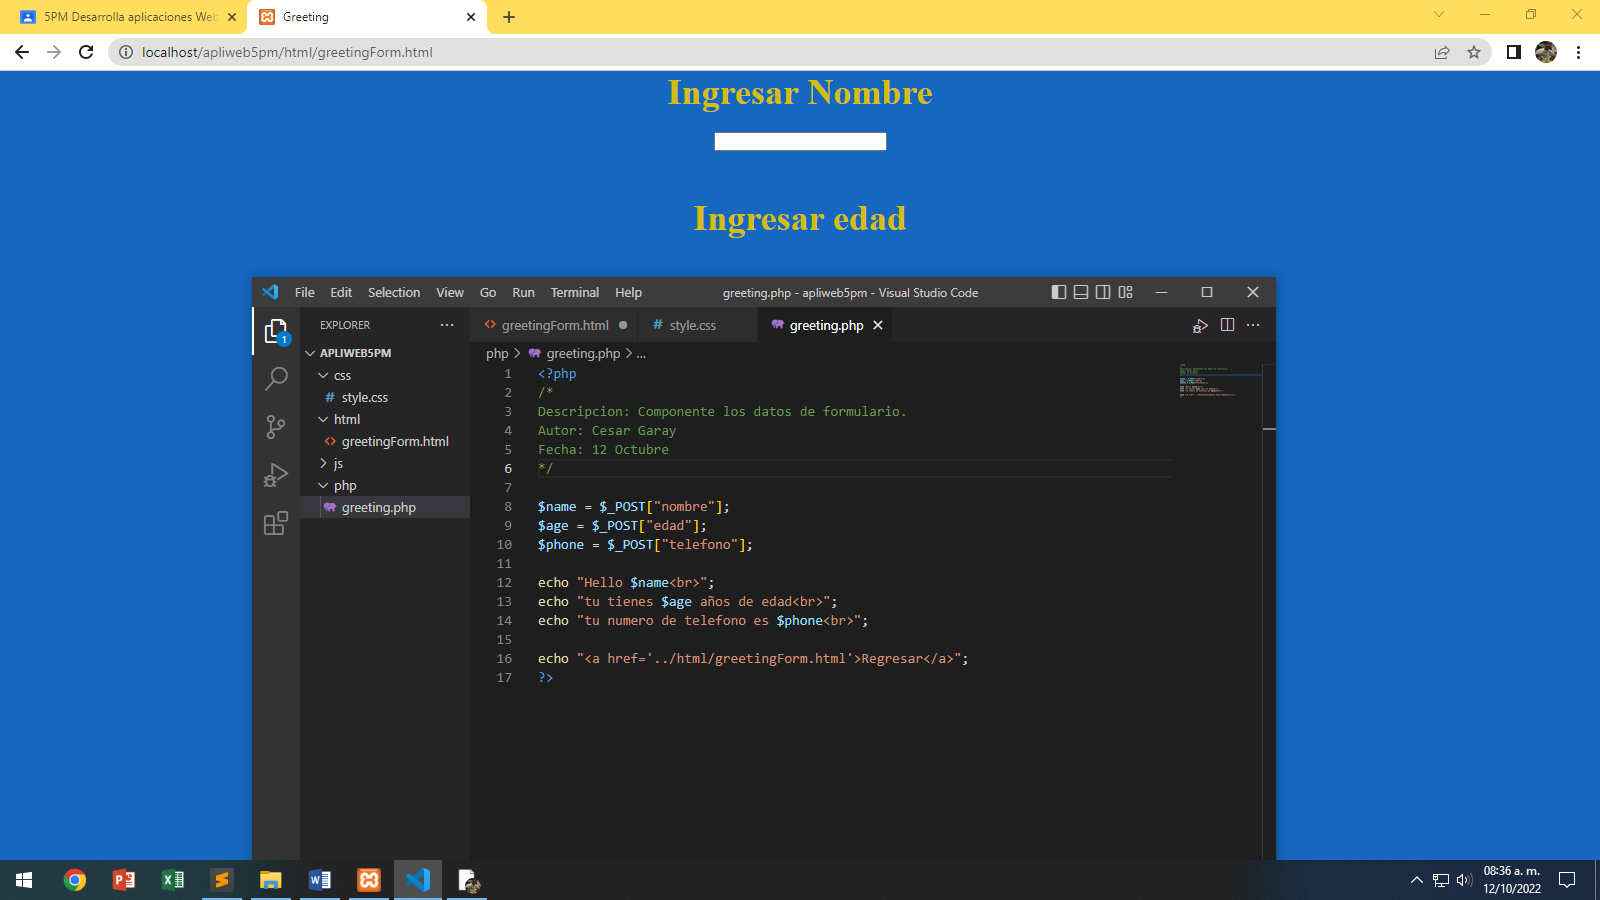 5PM Desarrolla aplicaciones Web
Greeting
localhost/apliweb5pm/html/greetingForm.html
Ingresar Nombre
Ingresar edad
File Edit Selection View Go Run Terminal Help
greeting.php - apliweb5pm - Visual Studio Code
EXPLORER
greetingForm.html
# style.css
greeting.php
1
APLIWEB5PM
css
# style.css
html
greetingForm.html
js
php
greeting.php
php > greeting.php > ...
1 <?php
2 /*
3 Descripcion: Componente los datos de formulario.
4 Autor: Cesar Garay
5 Fecha: 12 Octubre
6 */
7
8 $name = $_POST["nombre"];
9 $age = $_POST["edad"];
10 $phone = $_POST["telefono"];
11
12 echo "Hello $name<br>";
13 echo "tu tienes $age años de edad<br>";
14 echo "tu numero de telefono es $phone<br>";
15
16 echo "<a href='../html/greetingForm.html'>Regresar</a>";
17 ?>
08:36 a. m.
12/10/2022